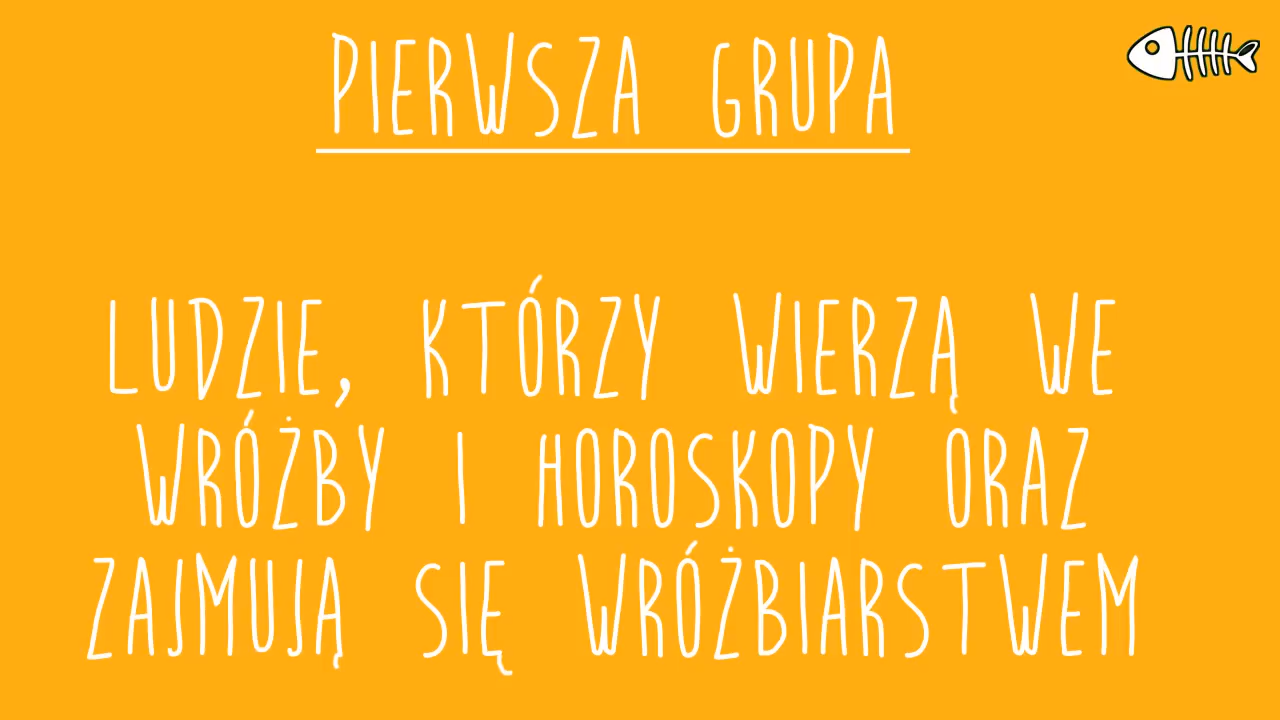 PIERWSZA GRUPA
LUDZIE, KTÓRZY WIERZĄ WE
WRÓŻBY I HOROSKOPY ORAZ
ZAJMUJĄ SIĘ WRÓŻBIARSTWEM